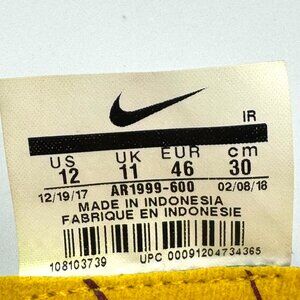 IR
US UK EUR cm
12 11 46 30
12/19/17 AR1999-600 02/08/18
MADE IN INDONESIA
FABRIQUE EN INDONESIE
108103739 UPC 00091204734365